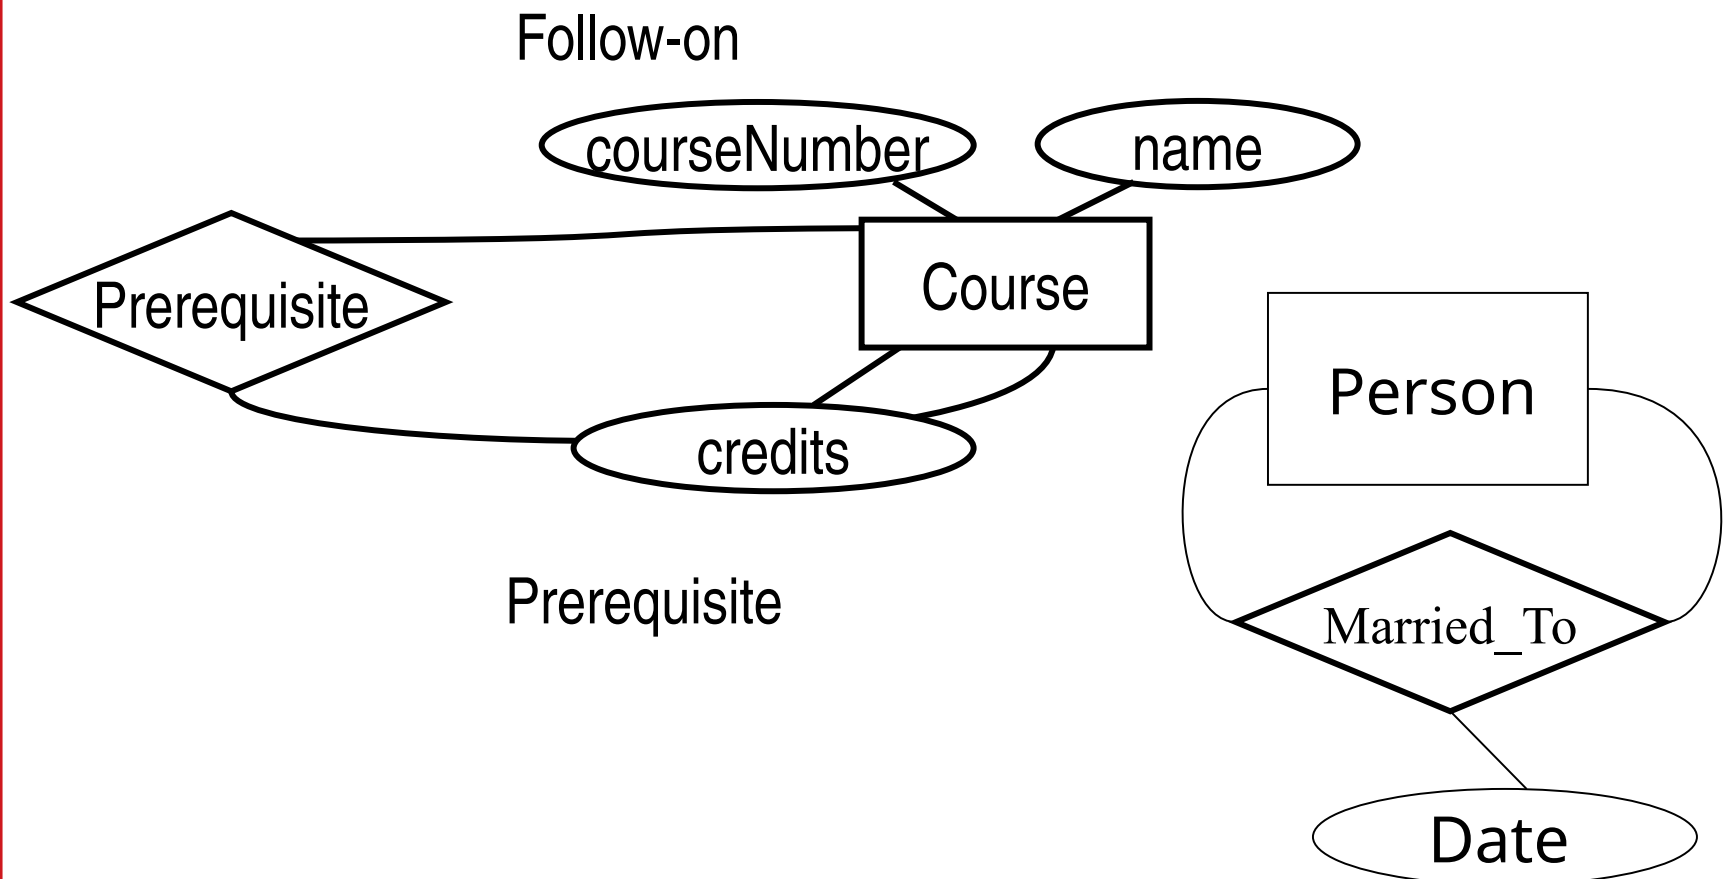 Follow-on
courseNumber
name
Prerequisite
Course
Person
credits
Prerequisite
Married_To
Date